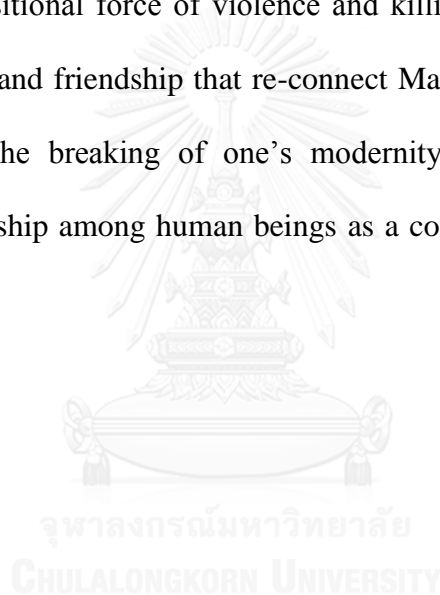 sitional force of violence and killi
and friendship that re-connect Ma
he breaking of one’s modernity
ship among human beings as a co
จุฬาลงกรณ์มหาวิทยาลัย
CHULALONGKORN UNIVERSITY